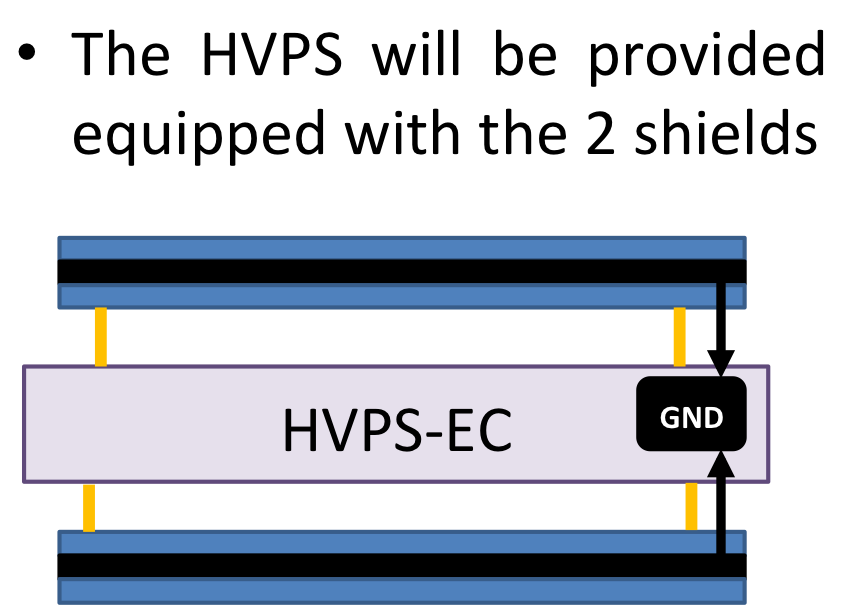 • The HVPS will be provided
equipped with the 2 shields
HVPS-EC
GND